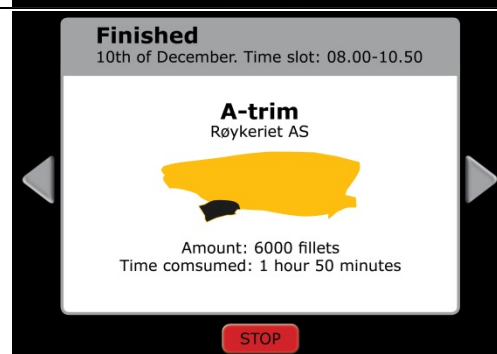 Finished
10th of December. Time slot: 08.00-10.50
A-trim
Røykeriet AS
Amount: 6000 fillets
Time comsumed: 1 hour 50 minutes
STOP